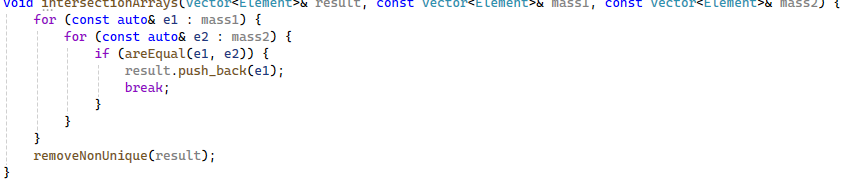 void intersectionArrays(vector<Element>& result, const vector<Element>& mass1, const vector<Element>& mass2) {
    for (const auto& e1 : mass1) {
        for (const auto& e2 : mass2) {
            if (areEqual(e1, e2)) {
                result.push_back(e1);
                break;
            }
        }
    }
    removeNonUnique(result);
}